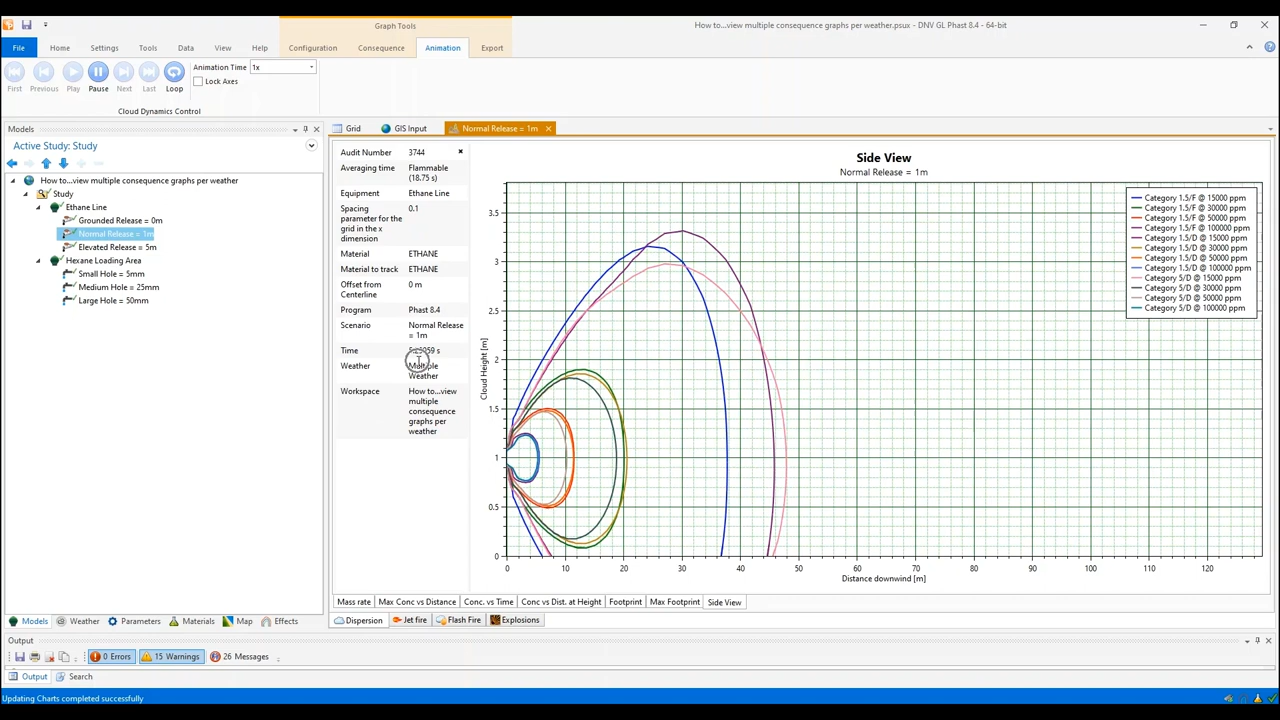 How to...view multiple consequence graphs per weather.psux - DNV GL Phast 8.4 - 64-bit
Graph Tools
File Home Settings Tools Data View Help Configuration Consequence Animation Export
First Previous Play Pause Next Last Loop
Animation Time 1x
Lock Axes
Cloud Dynamics Control
Models
Active Study: Study
How to...view multiple consequence graphs per weather
Study
Ethane Line
Grounded Release = 0m
Normal Release = 1m
Elevated Release = 5m
Hexane Loading Area
Small Hole = 5mm
Medium Hole = 25mm
Large Hole = 50mm
Models Weather Parameters Materials Map Effects
Grid GIS Input Normal Release = 1m
Audit Number 3744
Averaging time Flammable
(18.75 s)
Equipment Ethane Line
Spacing 0.1
parameter for the
grid in the x
dimension
Material ETHANE
Material to track ETHANE
Offset from 0 m
Centerline
Program Phast 8.4
Scenario Normal Release
= 1m
Time
Weather Multiple
Weather
Workspace How to...view
multiple
consequence
graphs per
weather
Side View
Normal Release = 1m
Cloud Height [m]
3.5
3
2.5
2
1.5
1
0.5
0
0 10 20 30 40 50 60 70 80 90 100 110 120
Distance downwind [m]
Category 1.5/F @ 15000 ppm
Category 1.5/F @ 30000 ppm
Category 1.5/F @ 50000 ppm
Category 1.5/F @ 100000 ppm
Category 1.5/D @ 15000 ppm
Category 1.5/D @ 30000 ppm
Category 1.5/D @ 50000 ppm
Category 1.5/D @ 100000 ppm
Category 5/D @ 15000 ppm
Category 5/D @ 30000 ppm
Category 5/D @ 50000 ppm
Category 5/D @ 100000 ppm
Mass rate Max Conc vs Distance Conc. vs Time Conc vs Dist. at Height Footprint Max Footprint Side View
Dispersion Jet fire Flash Fire Explosions
Output
0 Errors 15 Warnings 26 Messages
Output Search
Updating Charts completed successfully